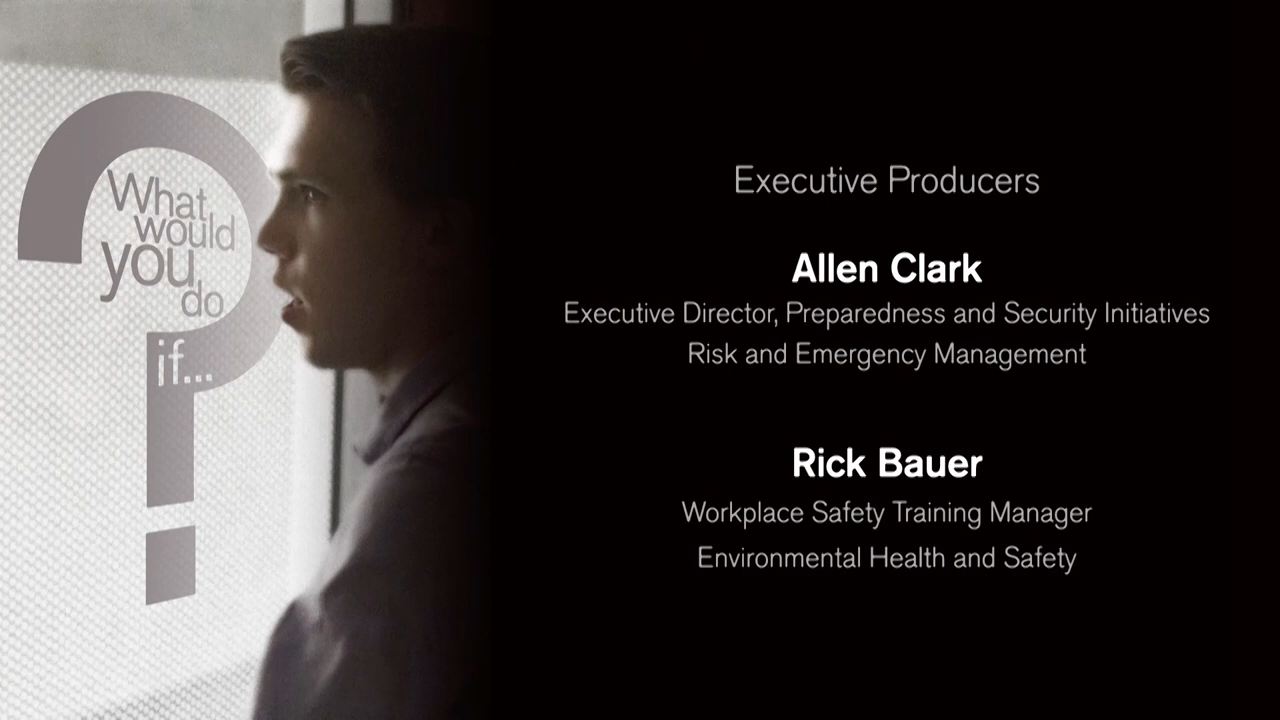 What
would
you
do
if...
Executive Producers
Allen Clark
Executive Director, Preparedness and Security Initiatives
Risk and Emergency Management
Rick Bauer
Workplace Safety Training Manager
Environmental Health and Safety